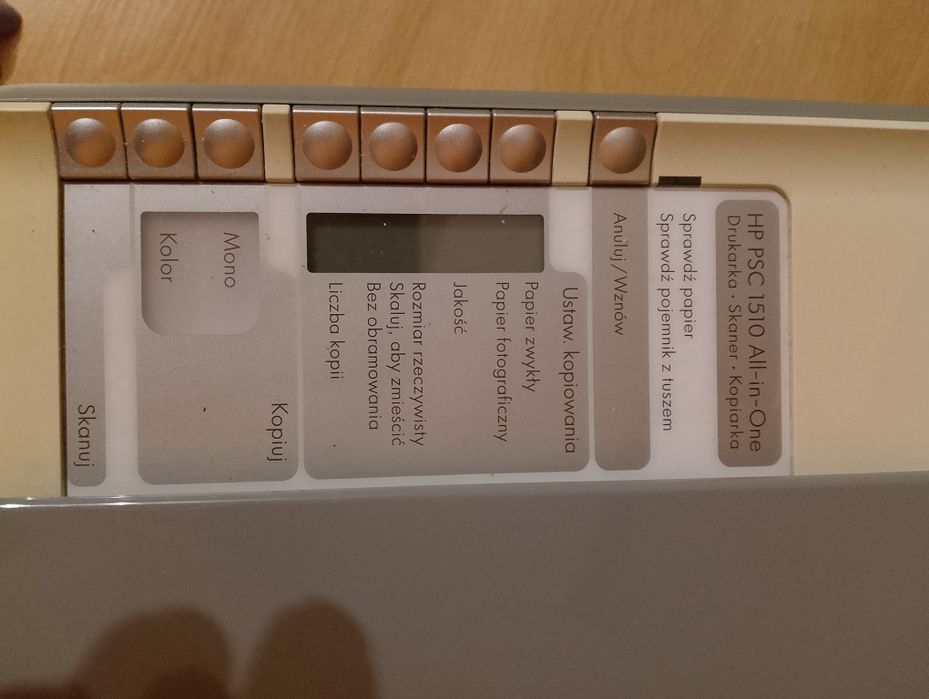 HP PSC 1510 All-in-One
Drukarka • Skaner • Kopiarka
Sprawdź papier
Sprawdź pojemnik z tuszem
Anuluj/Wznów
Ustaw. kopiowania
Papier zwykły
Papier fotograficzny
Jakość
Rozmiar rzeczywisty
Skaluj, aby zmieścić
Bez obramowania
Liczba kopii
Kopiuj
Mono
Kolor
Skanuj